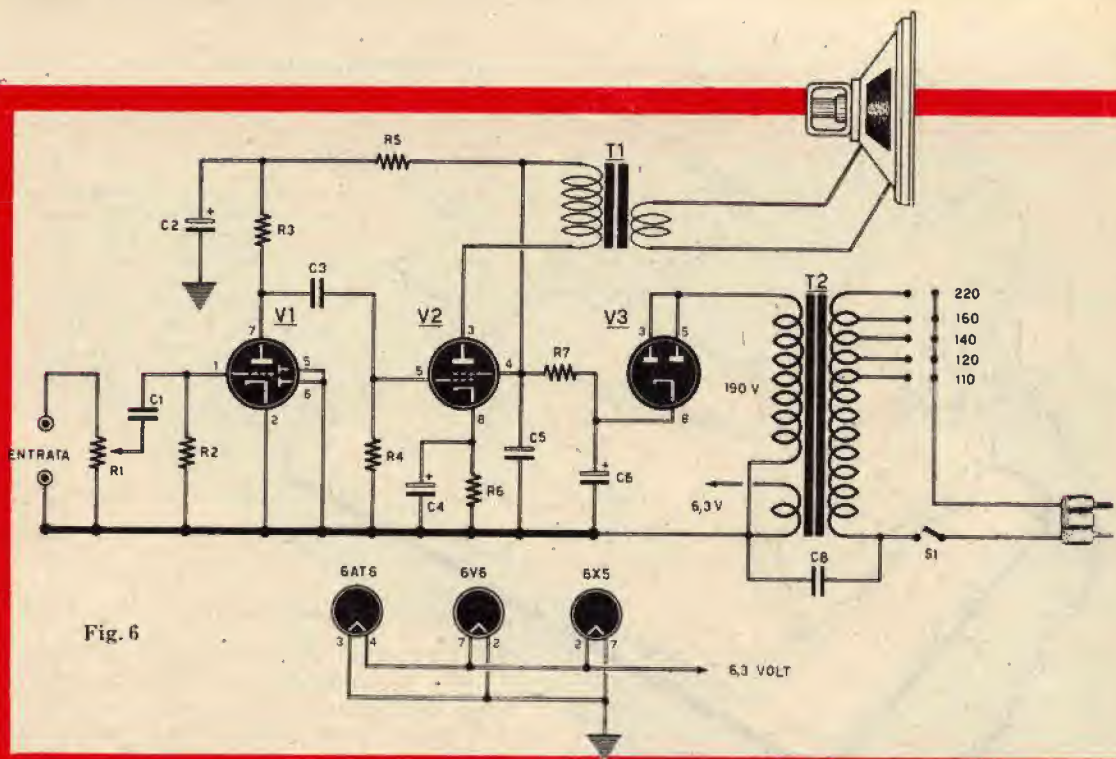 R5
T1
C2
R3
C3
T2
V1
V2
V3
220
160
140
120
110
7
3
3
5
190 V
1
5
6
5
4
R7
C1
2
8
8
ENTRATA
R1
R2
R4
C4
R6
C5
C6
6,3 V
C8
S1
6AT6
6V6
6X5
3
4
7
2
2
7
6,3 VOLT
Fig. 6